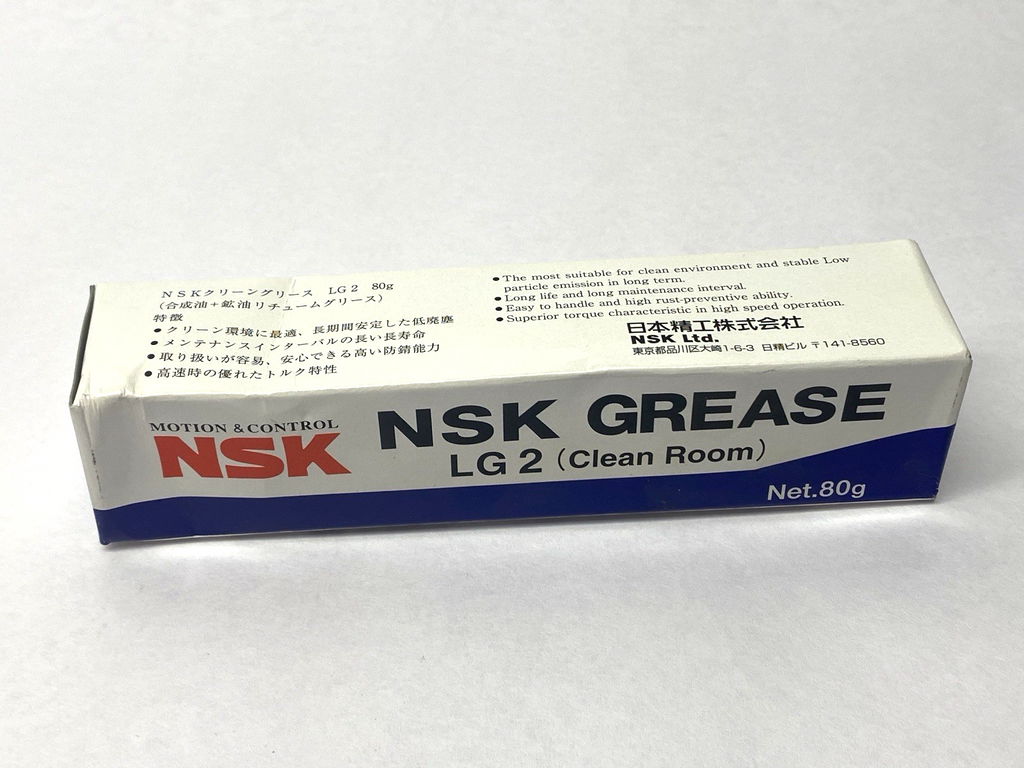 NSKクリーングリース LG2 80g
(合成油+鉱油リチュームグリース)
特徴
●クリーン環境に最適、長期間安定した低廃塵
●メンテナンスインターバルの長い長寿命
●取り扱いが容易、安心できる高い防錆能力
●高速時の優れたトルク特性
●The most suitable for clean environment and stable Low
particle emission in long term.
●Long life and long maintenance interval.
●Easy to handle and high rust-preventive ability.
●Superior torque characteristic in high speed operation.
日本精工株式会社
NSK Ltd.
東京都品川区大崎1-6-3 日精ビル 〒141-8560
MOTION & CONTROL
NSK
NSK GREASE
LG 2 (Clean Room)
Net.80g